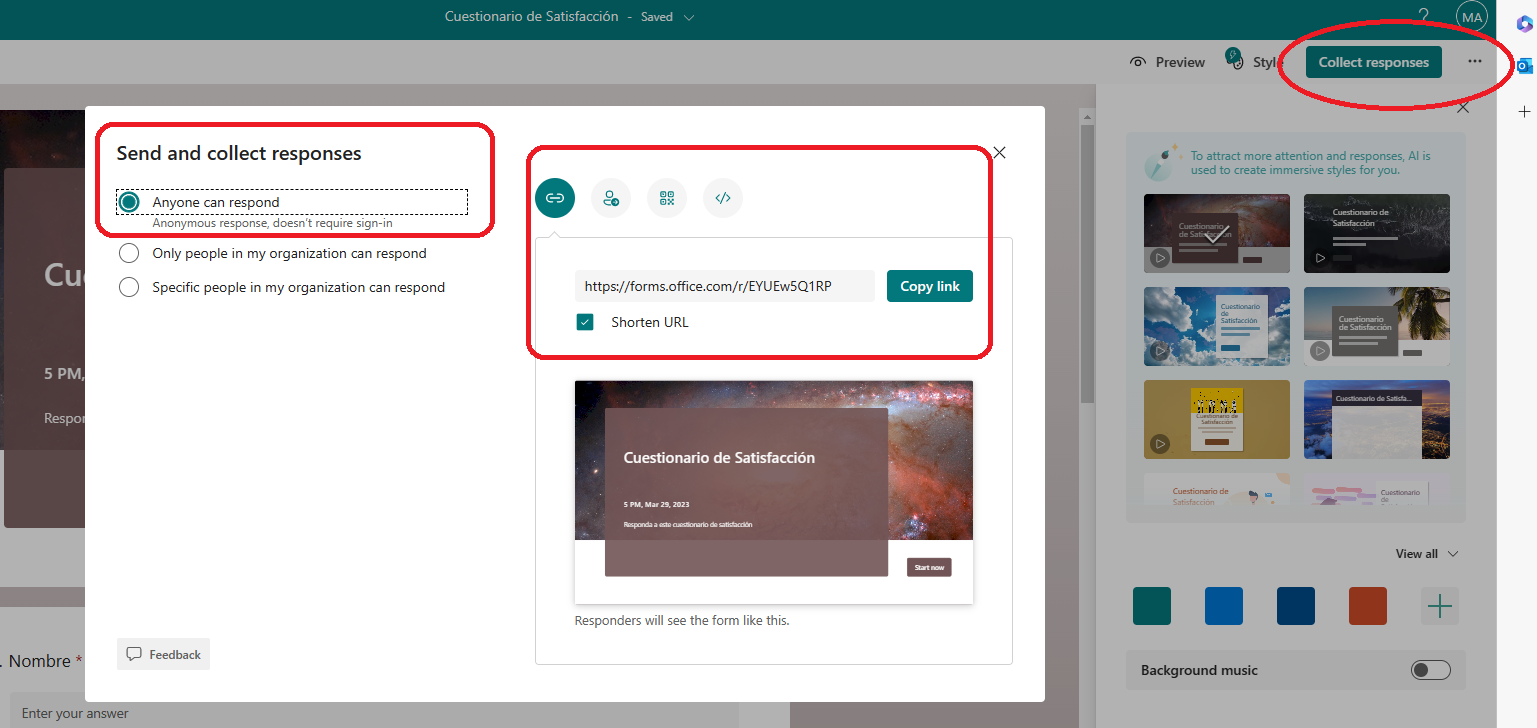 Cuestionario de Satisfacción - Saved
?
MA
Preview
Style
Collect responses
...
Send and collect responses
Anyone can respond
Anonymous response, doesn't require sign-in
Only people in my organization can respond
Specific people in my organization can respond
Feedback
https://forms.office.com/r/EYUEw5Q1RP
Copy link
Shorten URL
Cuestionario de Satisfacción
5 PM, Mar 29, 2023
Responda a este cuestionario de satisfacción
Start now
Responders will see the form like this.
Cu
5 PM,
Respon
. Nombre *
Enter your answer
To attract more attention and responses, AI is
used to create immersive styles for you.
Cuestionario de
Satisfacción
Cuestionario de
Satisfacción
Cuestionario
de
Satisfacción
Cuestionario
de Satisfacción
Cuestionario de
Satisfacción
Cuestionario de Satisfa...
Cuestionario de
Satisfacción
Cuestionario
de
View all
Background music